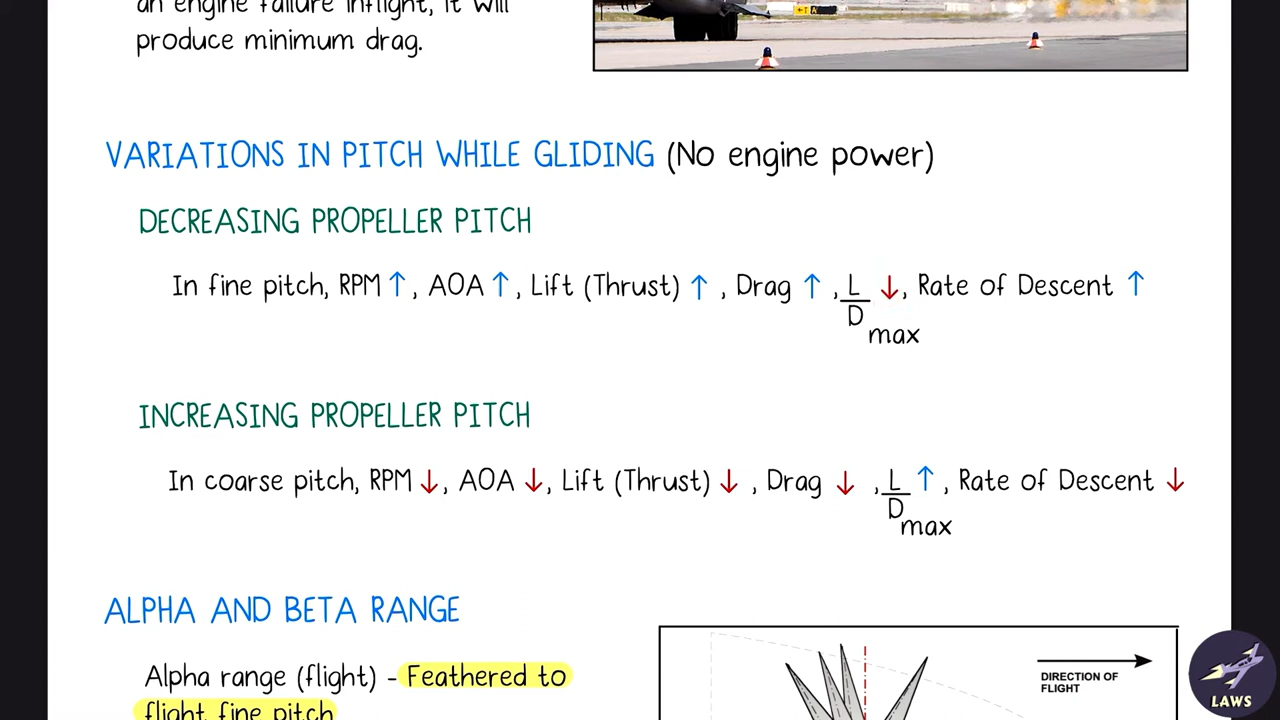 an engine failure inflight, it will
produce minimum drag.
VARIATIONS IN PITCH WHILE GLIDING (No engine power)
DECREASING PROPELLER PITCH
In fine pitch, RPM ↑, AOA ↑, Lift (Thrust) ↑ , Drag ↑ , L/D max ↓, Rate of Descent ↑
INCREASING PROPELLER PITCH
In coarse pitch, RPM ↓, AOA ↓, Lift (Thrust) ↓ , Drag ↓ , L/D max ↑ , Rate of Descent ↓
ALPHA AND BETA RANGE
Alpha range (flight) - Feathered to
flight fine pitch
DIRECTION OF
FLIGHT
LAWS